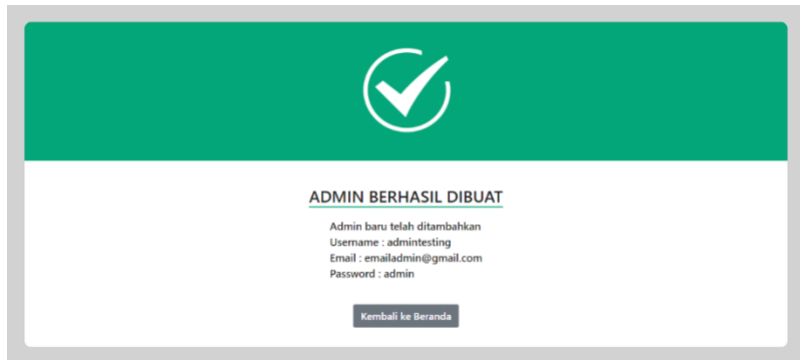 ADMIN BERHASIL DIBUAT
Admin baru telah ditambahkan
Username : admintesting
Email : emailadmin@gmail.com
Password : admin
Kembali ke Beranda